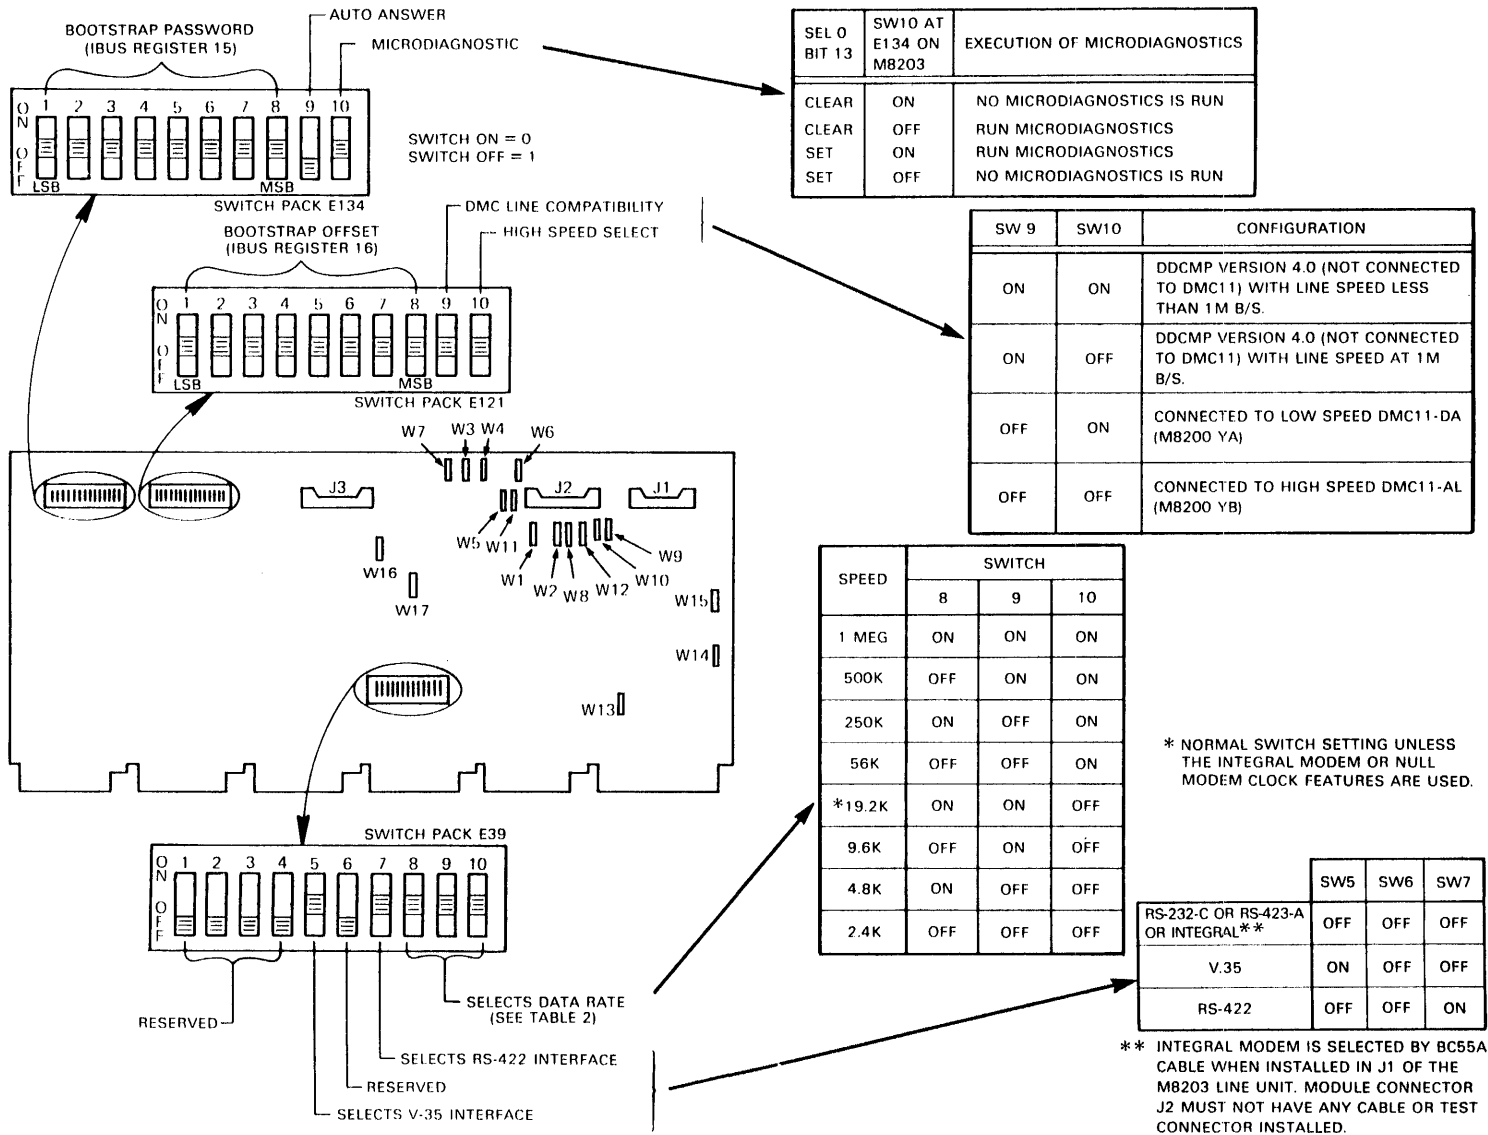 AUTO ANSWER
BOOTSTRAP PASSWORD
(IBUS REGISTER 15)
MICRODIAGNOSTIC
1 2 3 4 5 6 7 8 9 10
ON OFF
LSB MSB
SWITCH PACK E134
SWITCH ON = 0
SWITCH OFF = 1
SEL 0 BIT 13 | SW10 AT E134 ON M8203 | EXECUTION OF MICRODIAGNOSTICS
CLEAR ON NO MICRODIAGNOSTICS IS RUN
CLEAR OFF RUN MICRODIAGNOSTICS
SET ON RUN MICRODIAGNOSTICS
SET OFF NO MICRODIAGNOSTICS IS RUN
BOOTSTRAP OFFSET
(IBUS REGISTER 16)
DMC LINE COMPATIBILITY
HIGH SPEED SELECT
1 2 3 4 5 6 7 8 9 10
ON OFF
LSB MSB
SWITCH PACK E121
SW 9 SW10 CONFIGURATION
ON ON DDCMP VERSION 4.0 (NOT CONNECTED
TO DMC11) WITH LINE SPEED LESS
THAN 1M B/S.
ON OFF DDCMP VERSION 4.0 (NOT CONNECTED
TO DMC11) WITH LINE SPEED AT 1M
B/S.
OFF ON CONNECTED TO LOW SPEED DMC11-DA
(M8200 YA)
OFF OFF CONNECTED TO HIGH SPEED DMC11-AL
(M8200 YB)
W7 W3 W4 W6
J3 J2 J1
W5 W11 W9
W16 W1 W2 W8 W12 W10
W17 W15
W14
W13
SPEED SWITCH
8 9 10
1 MEG ON ON ON
500K OFF ON ON
250K ON OFF ON
56K OFF OFF ON
*19.2K ON ON OFF
9.6K OFF ON OFF
4.8K ON OFF OFF
2.4K OFF OFF OFF
* NORMAL SWITCH SETTING UNLESS
THE INTEGRAL MODEM OR NULL
MODEM CLOCK FEATURES ARE USED.
SWITCH PACK E39
1 2 3 4 5 6 7 8 9 10
ON OFF
RESERVED
SELECTS DATA RATE
(SEE TABLE 2)
SELECTS RS-422 INTERFACE
RESERVED
SELECTS V-35 INTERFACE
SW5 SW6 SW7
RS-232-C OR RS-423-A
OR INTEGRAL** OFF OFF OFF
V.35 ON OFF OFF
RS-422 OFF OFF ON
** INTEGRAL MODEM IS SELECTED BY BC55A
CABLE WHEN INSTALLED IN J1 OF THE
M8203 LINE UNIT. MODULE CONNECTOR
J2 MUST NOT HAVE ANY CABLE OR TEST
CONNECTOR INSTALLED.